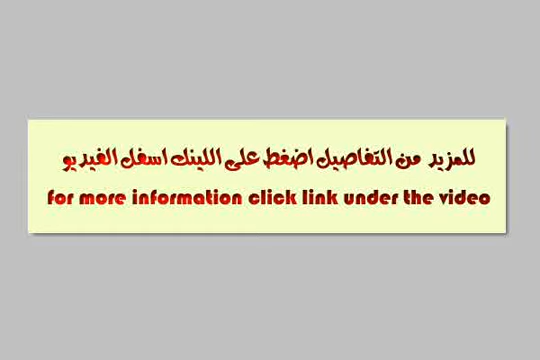 للمزيد من التفاصيل اضغط على اللينك اسفل الفيديو
for more information click link under the video